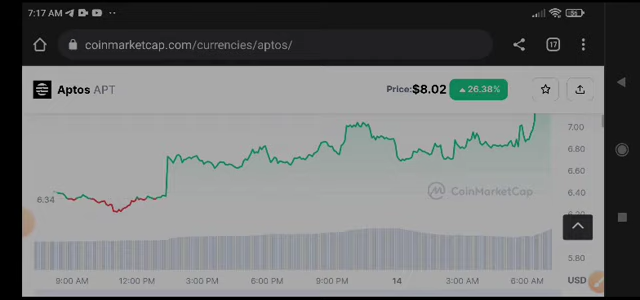 7:17 AM
coinmarketcap.com/currencies/aptos/
17
Aptos APT
Price:$8.02
26.38%
7.00
6.80
6.60
6.40
6.34
CoinMarketCap
5.80
9:00 AM 12:00 PM 3:00 PM 6:00 PM 9:00 PM 14 3:00 AM 6:00 AM USD